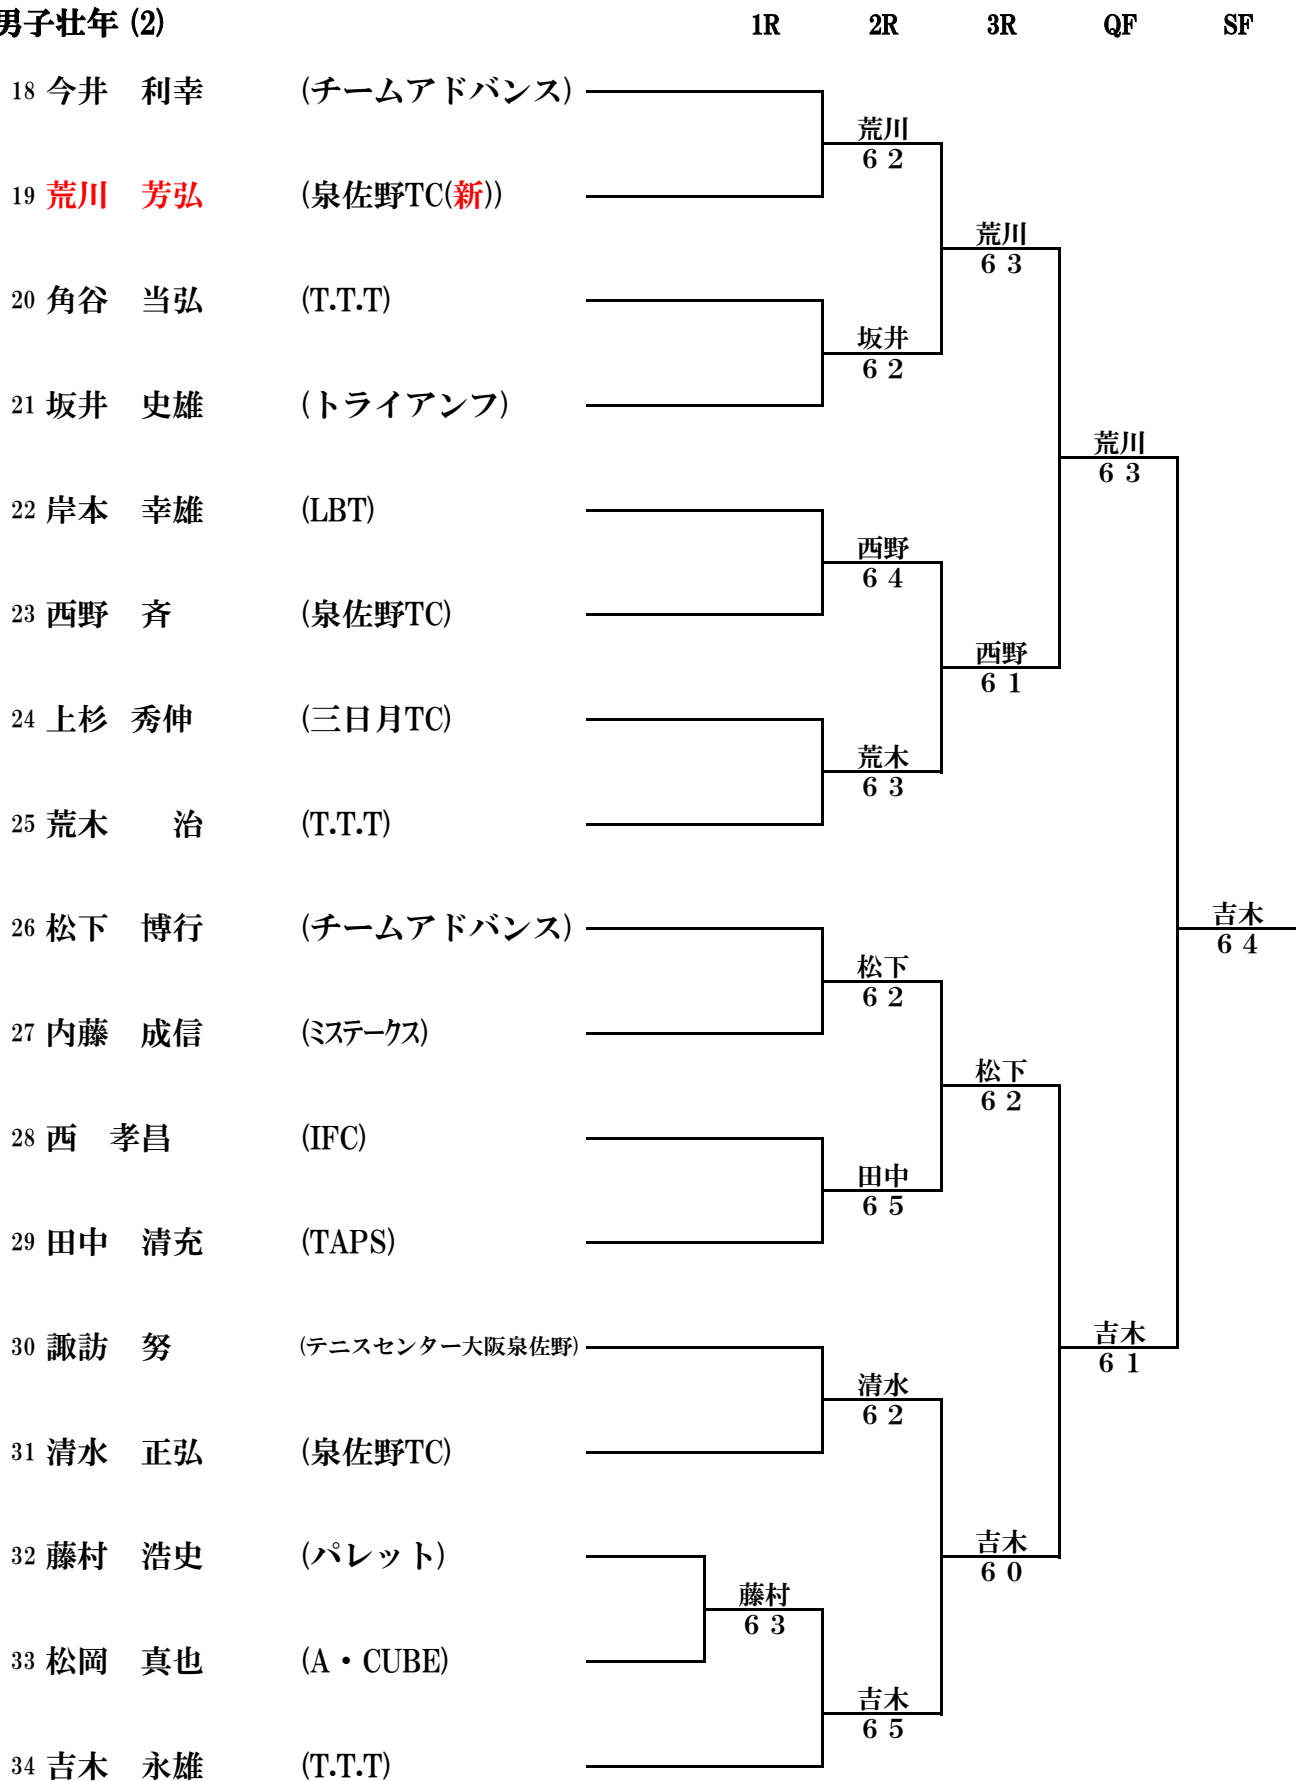 男子壮年 (2) 1R 2R 3R QF SF
18 今井 利幸 (チームアドバンス)
荒川
6 2
19 荒川 芳弘 (泉佐野TC(新))
荒川
6 3
20 角谷 当弘 (T.T.T)
坂井
6 2
21 坂井 史雄 (トライアンフ)
荒川
6 3
22 岸本 幸雄 (LBT)
西野
6 4
23 西野 斉 (泉佐野TC)
西野
6 1
24 上杉 秀伸 (三日月TC)
荒木
6 3
25 荒木 治 (T.T.T)
吉木
6 4
26 松下 博行 (チームアドバンス)
松下
6 2
27 内藤 成信 (ミステークス)
松下
6 2
28 西 孝昌 (IFC)
田中
6 5
29 田中 清充 (TAPS)
吉木
6 1
30 諏訪 努 (テニスセンター大阪泉佐野)
清水
6 2
31 清水 正弘 (泉佐野TC)
吉木
6 0
32 藤村 浩史 (パレット)
藤村
6 3
33 松岡 真也 (A・CUBE)
吉木
6 5
34 吉木 永雄 (T.T.T)